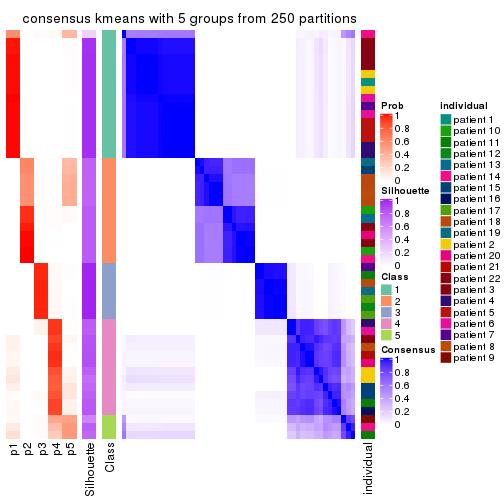 consensus kmeans with 5 groups from 250 partitions
Prob
1
0.8
0.6
0.4
0.2
0
Silhouette
1
0.8
0.6
0.4
0.2
0
Class
1
2
3
4
5
Consensus
1
0.8
0.6
0.4
0.2
0
individual
patient 1
patient 10
patient 11
patient 12
patient 13
patient 14
patient 15
patient 16
patient 17
patient 18
patient 19
patient 2
patient 20
patient 21
patient 22
patient 3
patient 4
patient 5
patient 6
patient 7
patient 8
patient 9
p1
p2
p3
p4
p5
Silhouette
Class
individual